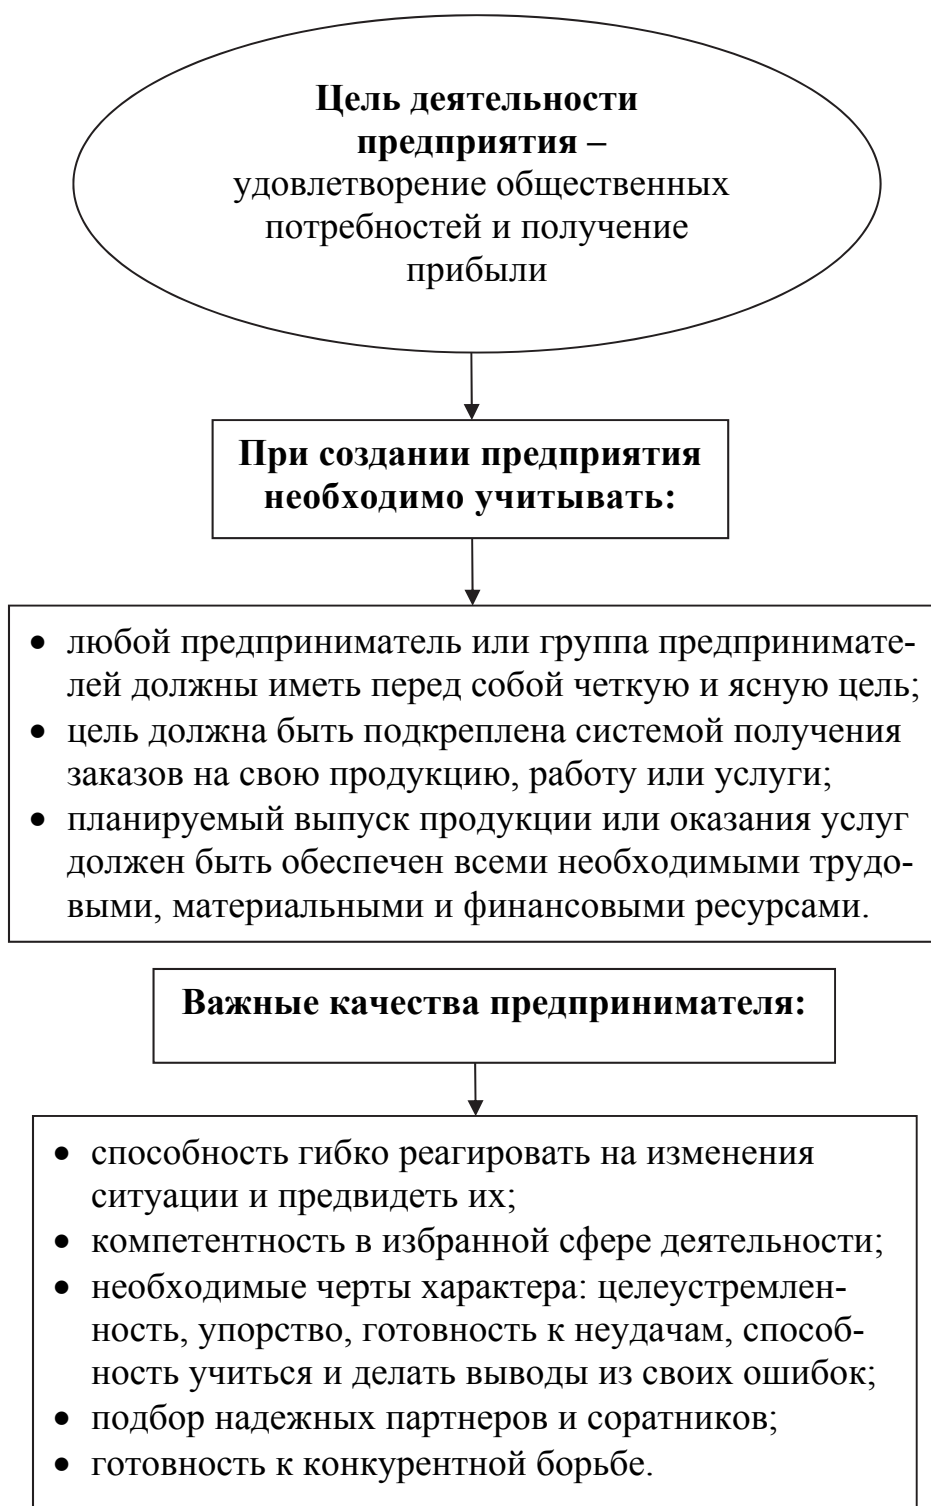 Цель деятельности
предприятия –
удовлетворение общественных
потребностей и получение
прибыли
При создании предприятия
необходимо учитывать:
• любой предприниматель или группа предпринимате-
лей должны иметь перед собой четкую и ясную цель;
• цель должна быть подкреплена системой получения
заказов на свою продукцию, работу или услуги;
• планируемый выпуск продукции или оказания услуг
должен быть обеспечен всеми необходимыми трудо-
выми, материальными и финансовыми ресурсами.
Важные качества предпринимателя:
• способность гибко реагировать на изменения
ситуации и предвидеть их;
• компетентность в избранной сфере деятельности;
• необходимые черты характера: целеустремлен-
ность, упорство, готовность к неудачам, способ-
ность учиться и делать выводы из своих ошибок;
• подбор надежных партнеров и соратников;
• готовность к конкурентной борьбе.